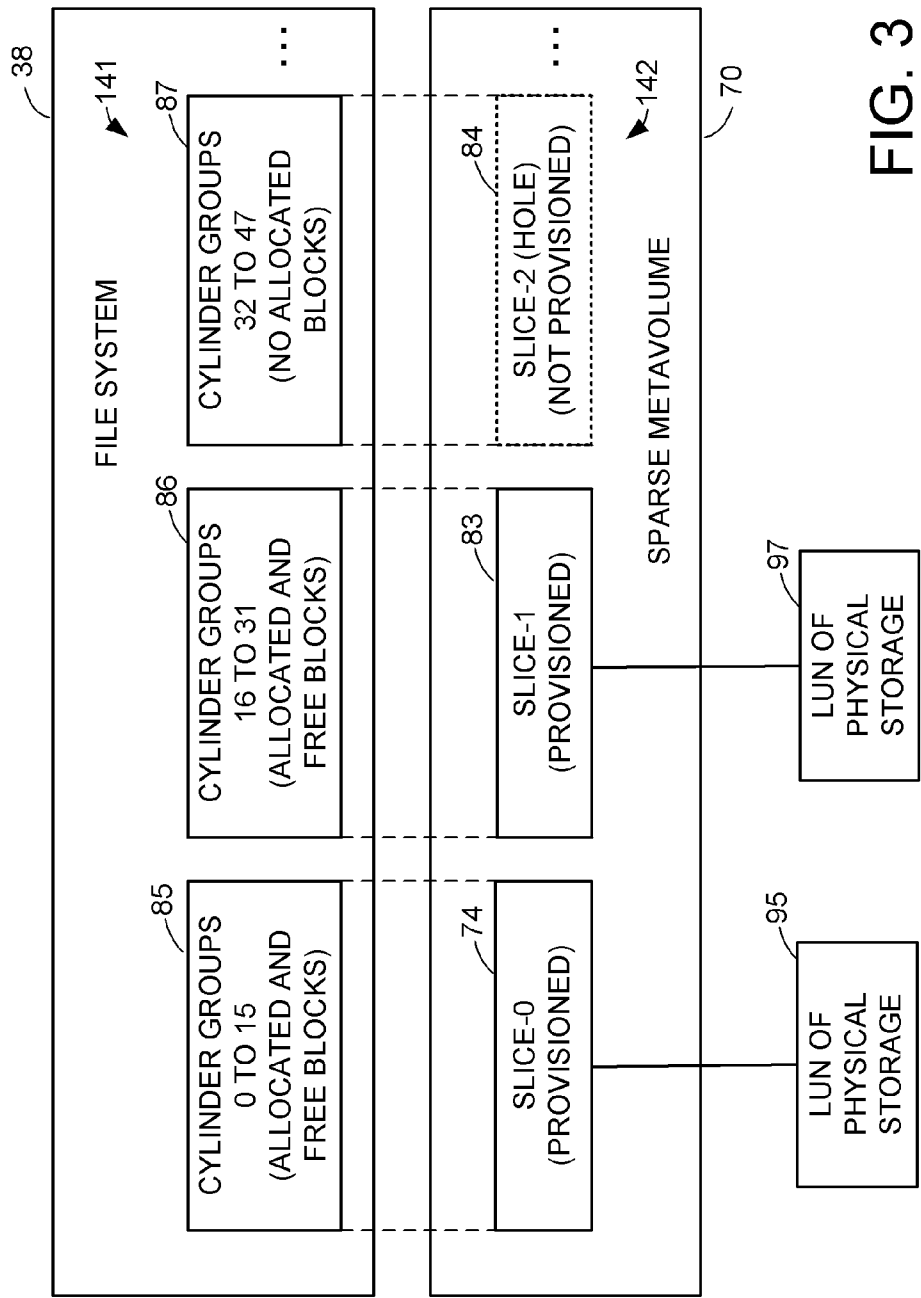 38
FILE SYSTEM
141
85
CYLINDER GROUPS
0 TO 15
(ALLOCATED AND
FREE BLOCKS)
86
CYLINDER GROUPS
16 TO 31
(ALLOCATED AND
FREE BLOCKS)
87
CYLINDER GROUPS
32 TO 47
(NO ALLOCATED
BLOCKS)
...
74
SLICE-0
(PROVISIONED)
83
SLICE-1
(PROVISIONED)
84
SLICE-2 (HOLE)
(NOT PROVISIONED)
...
SPARSE METAVOLUME
142
70
95
LUN OF
PHYSICAL
STORAGE
97
LUN OF
PHYSICAL
STORAGE
FIG. 3